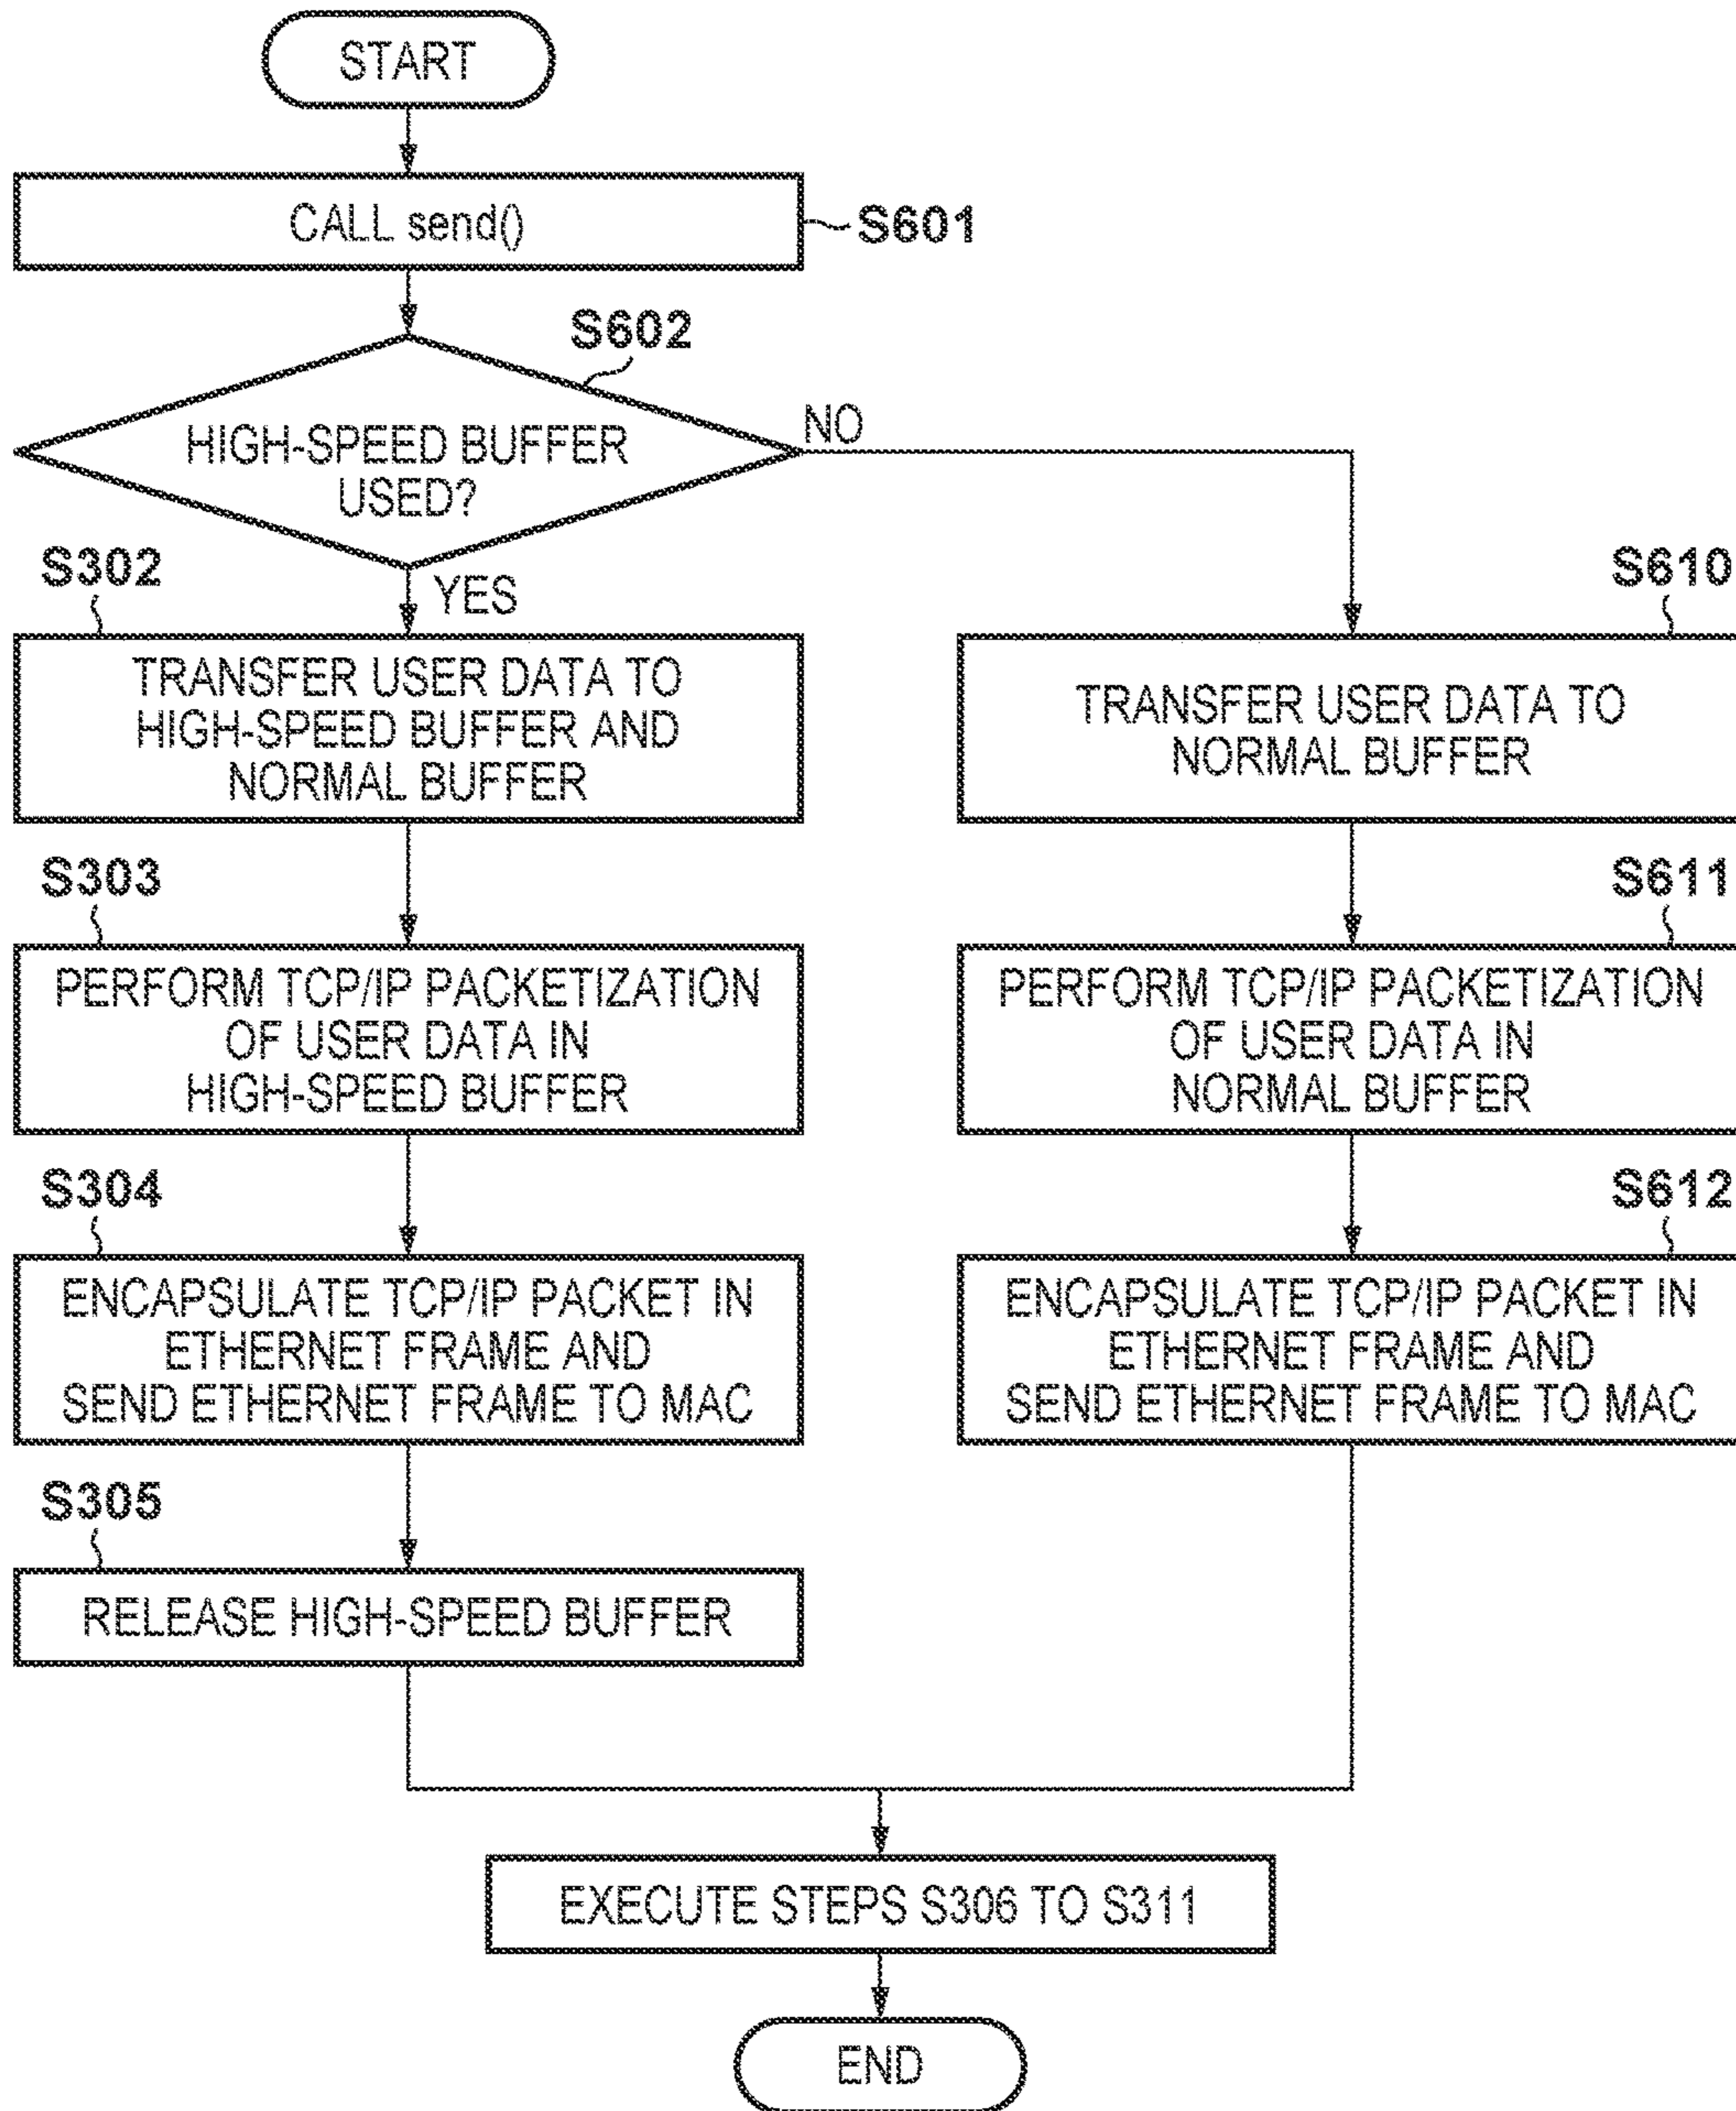 START
CALL send()
S601
S602
HIGH-SPEED BUFFER
USED?
NO
YES
S302
TRANSFER USER DATA TO
HIGH-SPEED BUFFER AND
NORMAL BUFFER
S610
TRANSFER USER DATA TO
NORMAL BUFFER
S303
PERFORM TCP/IP PACKETIZATION
OF USER DATA IN
HIGH-SPEED BUFFER
S611
PERFORM TCP/IP PACKETIZATION
OF USER DATA IN
NORMAL BUFFER
S304
ENCAPSULATE TCP/IP PACKET IN
ETHERNET FRAME AND
SEND ETHERNET FRAME TO MAC
S612
ENCAPSULATE TCP/IP PACKET IN
ETHERNET FRAME AND
SEND ETHERNET FRAME TO MAC
S305
RELEASE HIGH-SPEED BUFFER
EXECUTE STEPS S306 TO S311
END